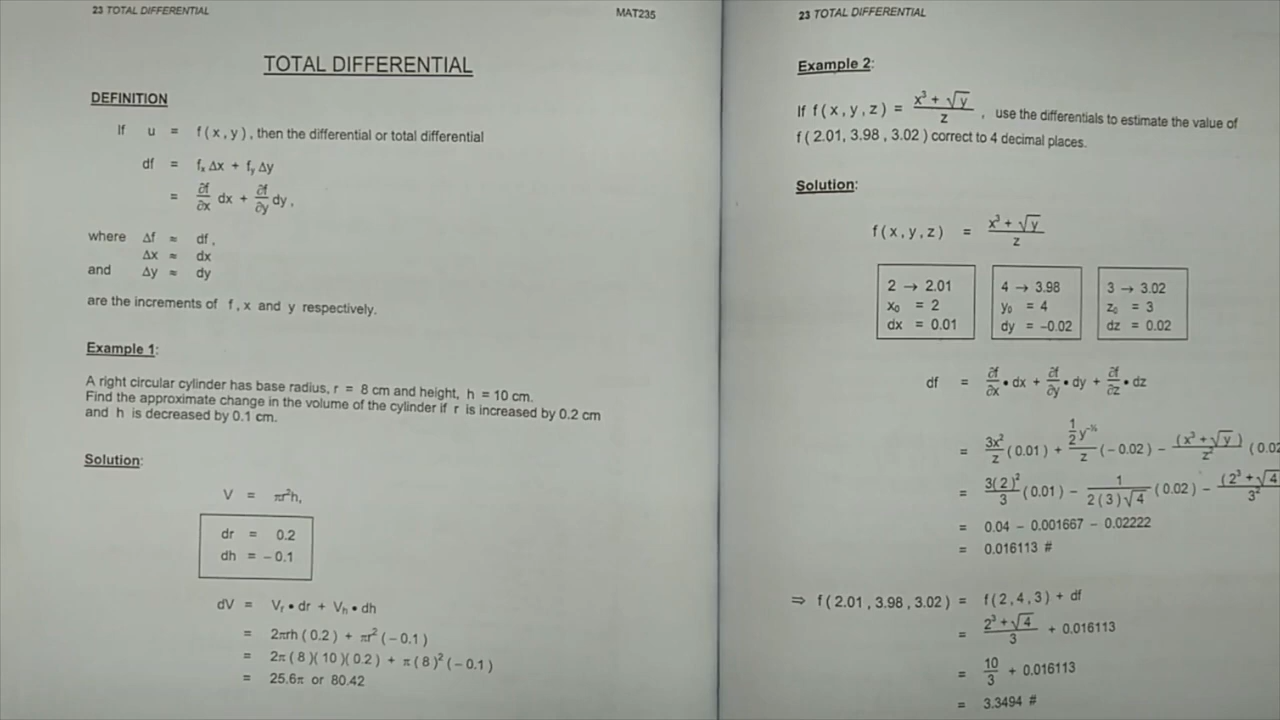 23 TOTAL DIFFERENTIAL
MAT235
TOTAL DIFFERENTIAL
DEFINITION
If u = f ( x , y ) , then the differential or total differential
df = fₓ Δx + fᵧ Δy
= ∂f/∂x dx + ∂f/∂y dy ,
where Δf ≈ df ,
Δx ≈ dx
and Δy ≈ dy
are the increments of f , x and y respectively.
Example 1:
A right circular cylinder has base radius, r = 8 cm and height, h = 10 cm.
Find the approximate change in the volume of the cylinder if r is increased by 0.2 cm
and h is decreased by 0.1 cm.
Solution:
V = πr²h,
dr = 0.2
dh = – 0.1
dV = Vᵣ • dr + Vₕ • dh
= 2πrh ( 0.2 ) + πr² ( – 0.1 )
= 2π ( 8 )( 10 )( 0.2 ) + π ( 8 )² ( – 0.1 )
= 25.6π or 80.42
23 TOTAL DIFFERENTIAL
Example 2:
If f ( x , y , z ) = (x³ + √y)/z , use the differentials to estimate the value of
f ( 2.01, 3.98 , 3.02 ) correct to 4 decimal places.
Solution:
f ( x , y , z ) = (x³ + √y)/z
2 → 2.01
x₀ = 2
dx = 0.01
4 → 3.98
y₀ = 4
dy = –0.02
3 → 3.02
z₀ = 3
dz = 0.02
df = ∂f/∂x • dx + ∂f/∂y • dy + ∂f/∂z • dz
= 3x²/z ( 0.01 ) + (1/2 y^–½)/z ( – 0.02 ) – ( x³ + √y )/z² ( 0.02
= 3( 2 )²/3 ( 0.01 ) – 1/(2 ( 3 ) √4) ( 0.02 ) – ( 2³ + √4/3²
= 0.04 – 0.001667 – 0.02222
= 0.016113 #
⇒ f ( 2.01 , 3.98 , 3.02 ) = f ( 2 , 4 , 3 ) + df
= (2³ + √4)/3 + 0.016113
= 10/3 + 0.016113
= 3.3494 #